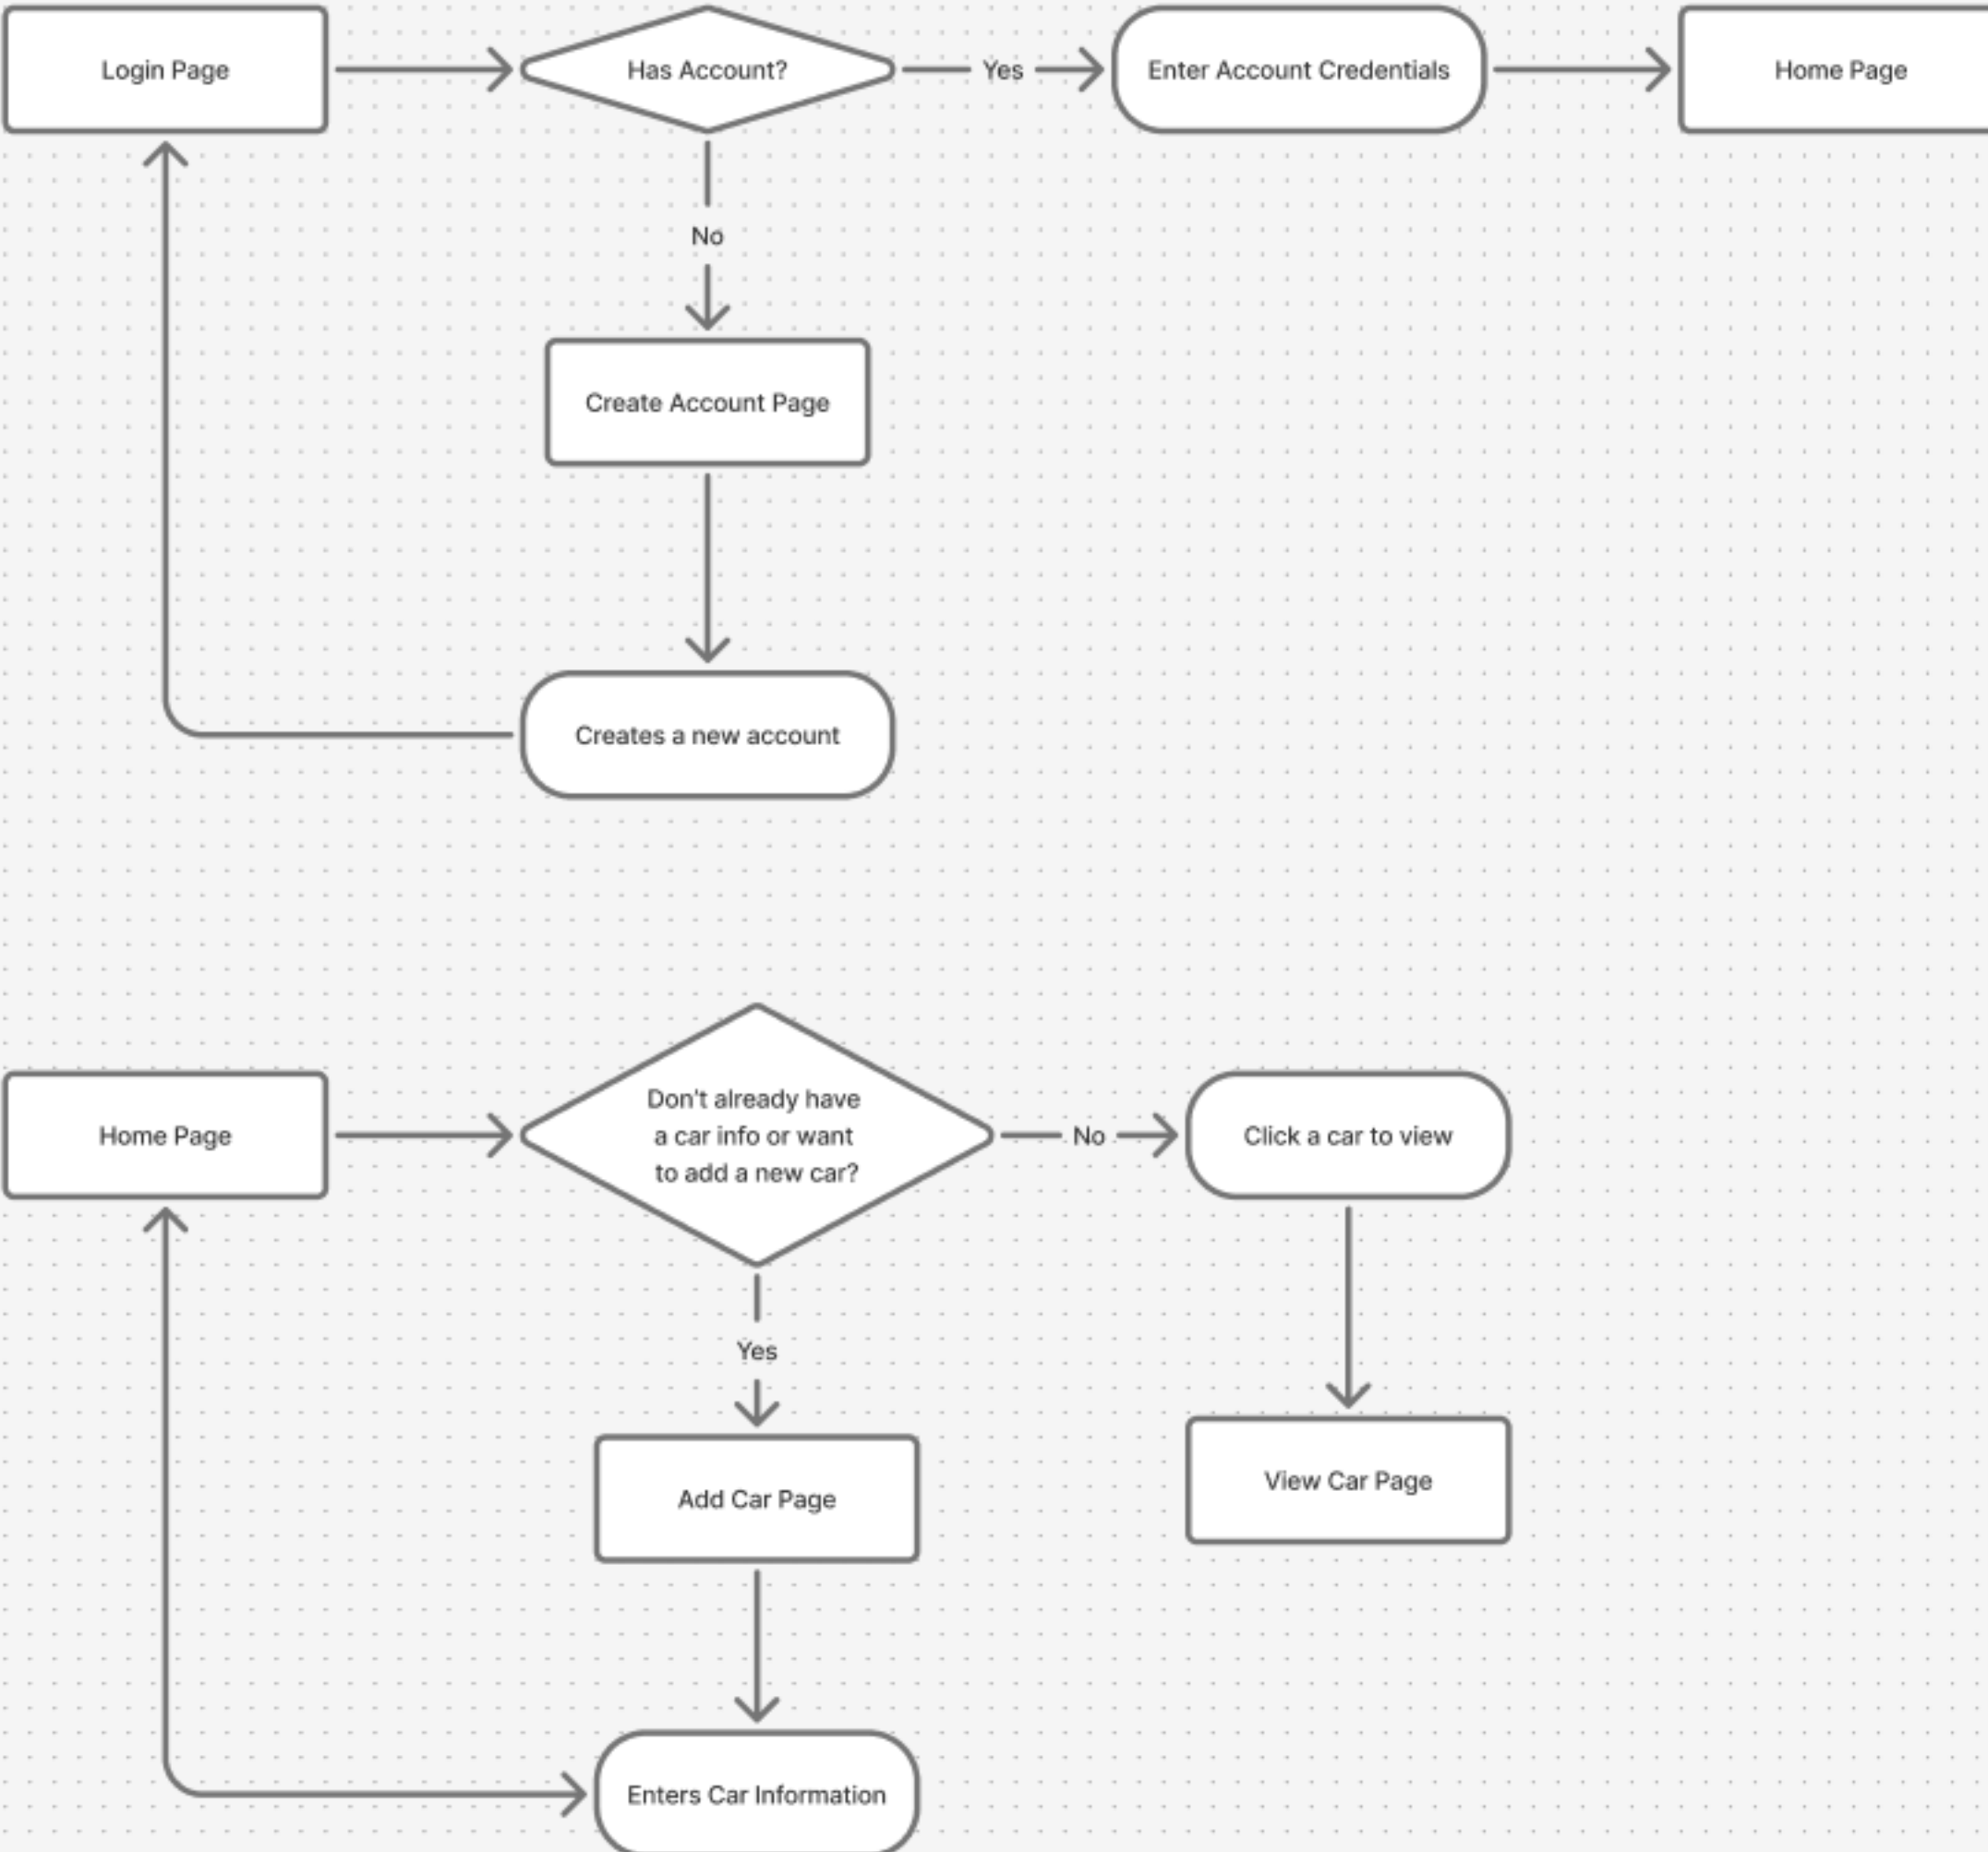 Login Page
Has Account?
Yes
Enter Account Credentials
Home Page
No
Create Account Page
Creates a new account
Home Page
Don't already have
a car info or want
to add a new car?
No
Click a car to view
Yes
Add Car Page
View Car Page
Enters Car Information